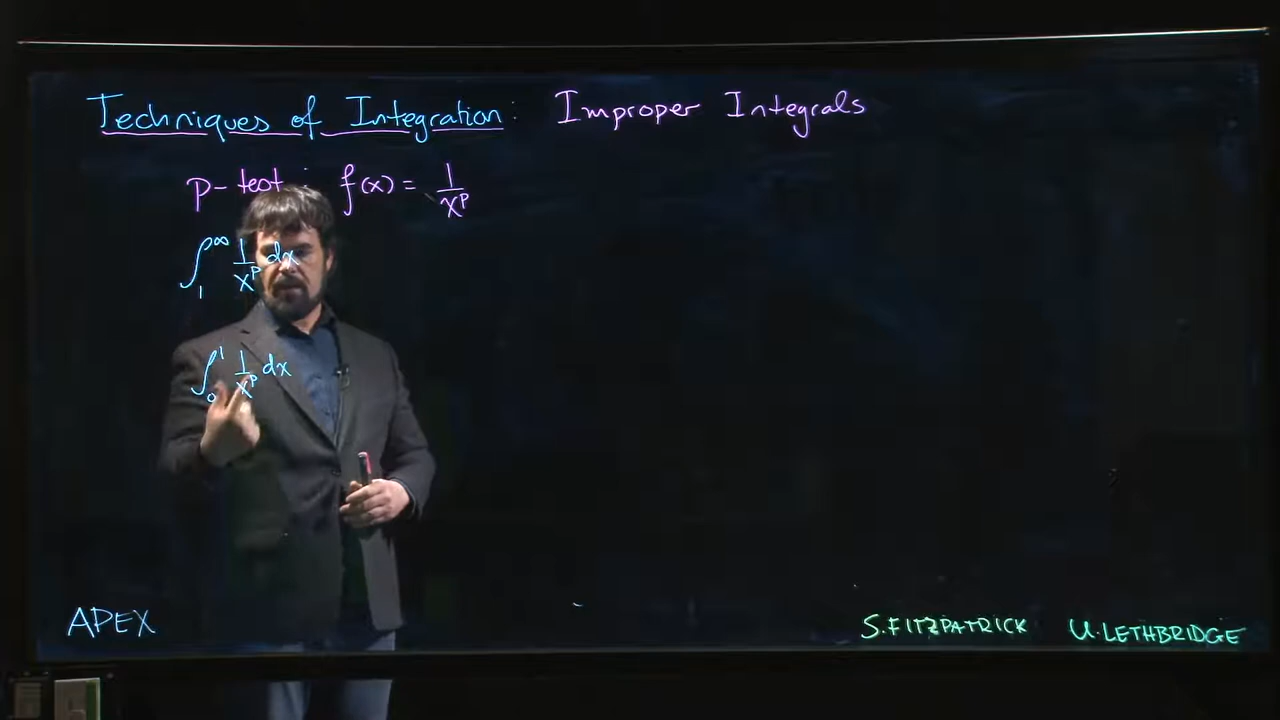 Techniques of Integration: Improper Integrals
p-test: f(x) = 1/x^p
∫_1^∞ 1/x^p dx
∫_0^1 1/x^p dx
APEX
S.FITZPATRICK U.LETHBRIDGE